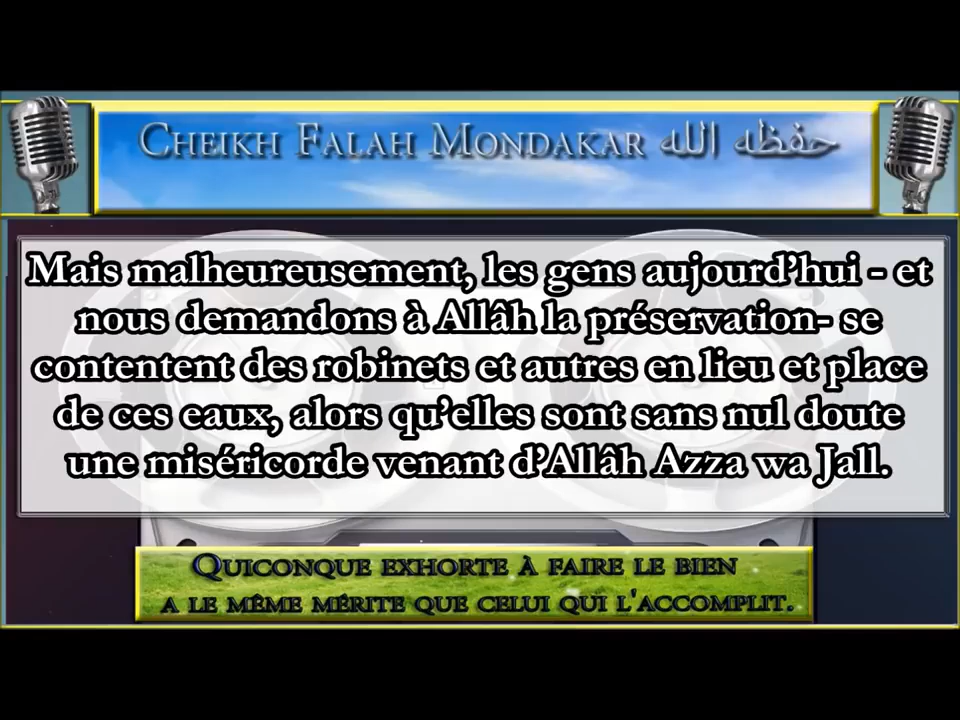 Cheikh Falah Mondakar حفظه الله
Mais malheureusement, les gens aujourd'hui - et
nous demandons à Allâh la préservation- se
contentent des robinets et autres en lieu et place
de ces eaux, alors qu'elles sont sans nul doute
une miséricorde venant d'Allâh Azza wa Jall.
Quiconque exhorte à faire le bien
a le même mérite que celui qui l'accomplit.